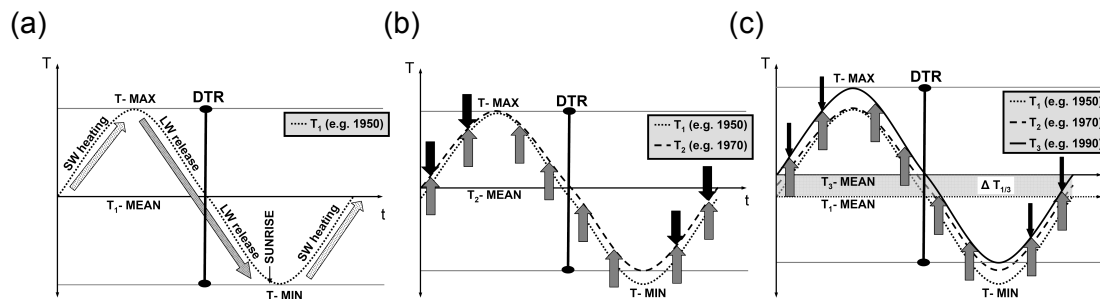 (a)
T
T- MAX
DTR
T₁ (e.g. 1950)
SW heating
LW release
T₁- MEAN
t
LW release
SUNRISE
SW heating
T- MIN
(b)
T
T- MAX
DTR
T₁ (e.g. 1950)
T₂ (e.g. 1970)
T₂- MEAN
t
T- MIN
(c)
T
T- MAX
DTR
T₁ (e.g. 1950)
T₂ (e.g. 1970)
T₃ (e.g. 1990)
T₃- MEAN
Δ T₁/₃
T₁- MEAN
t
T- MIN